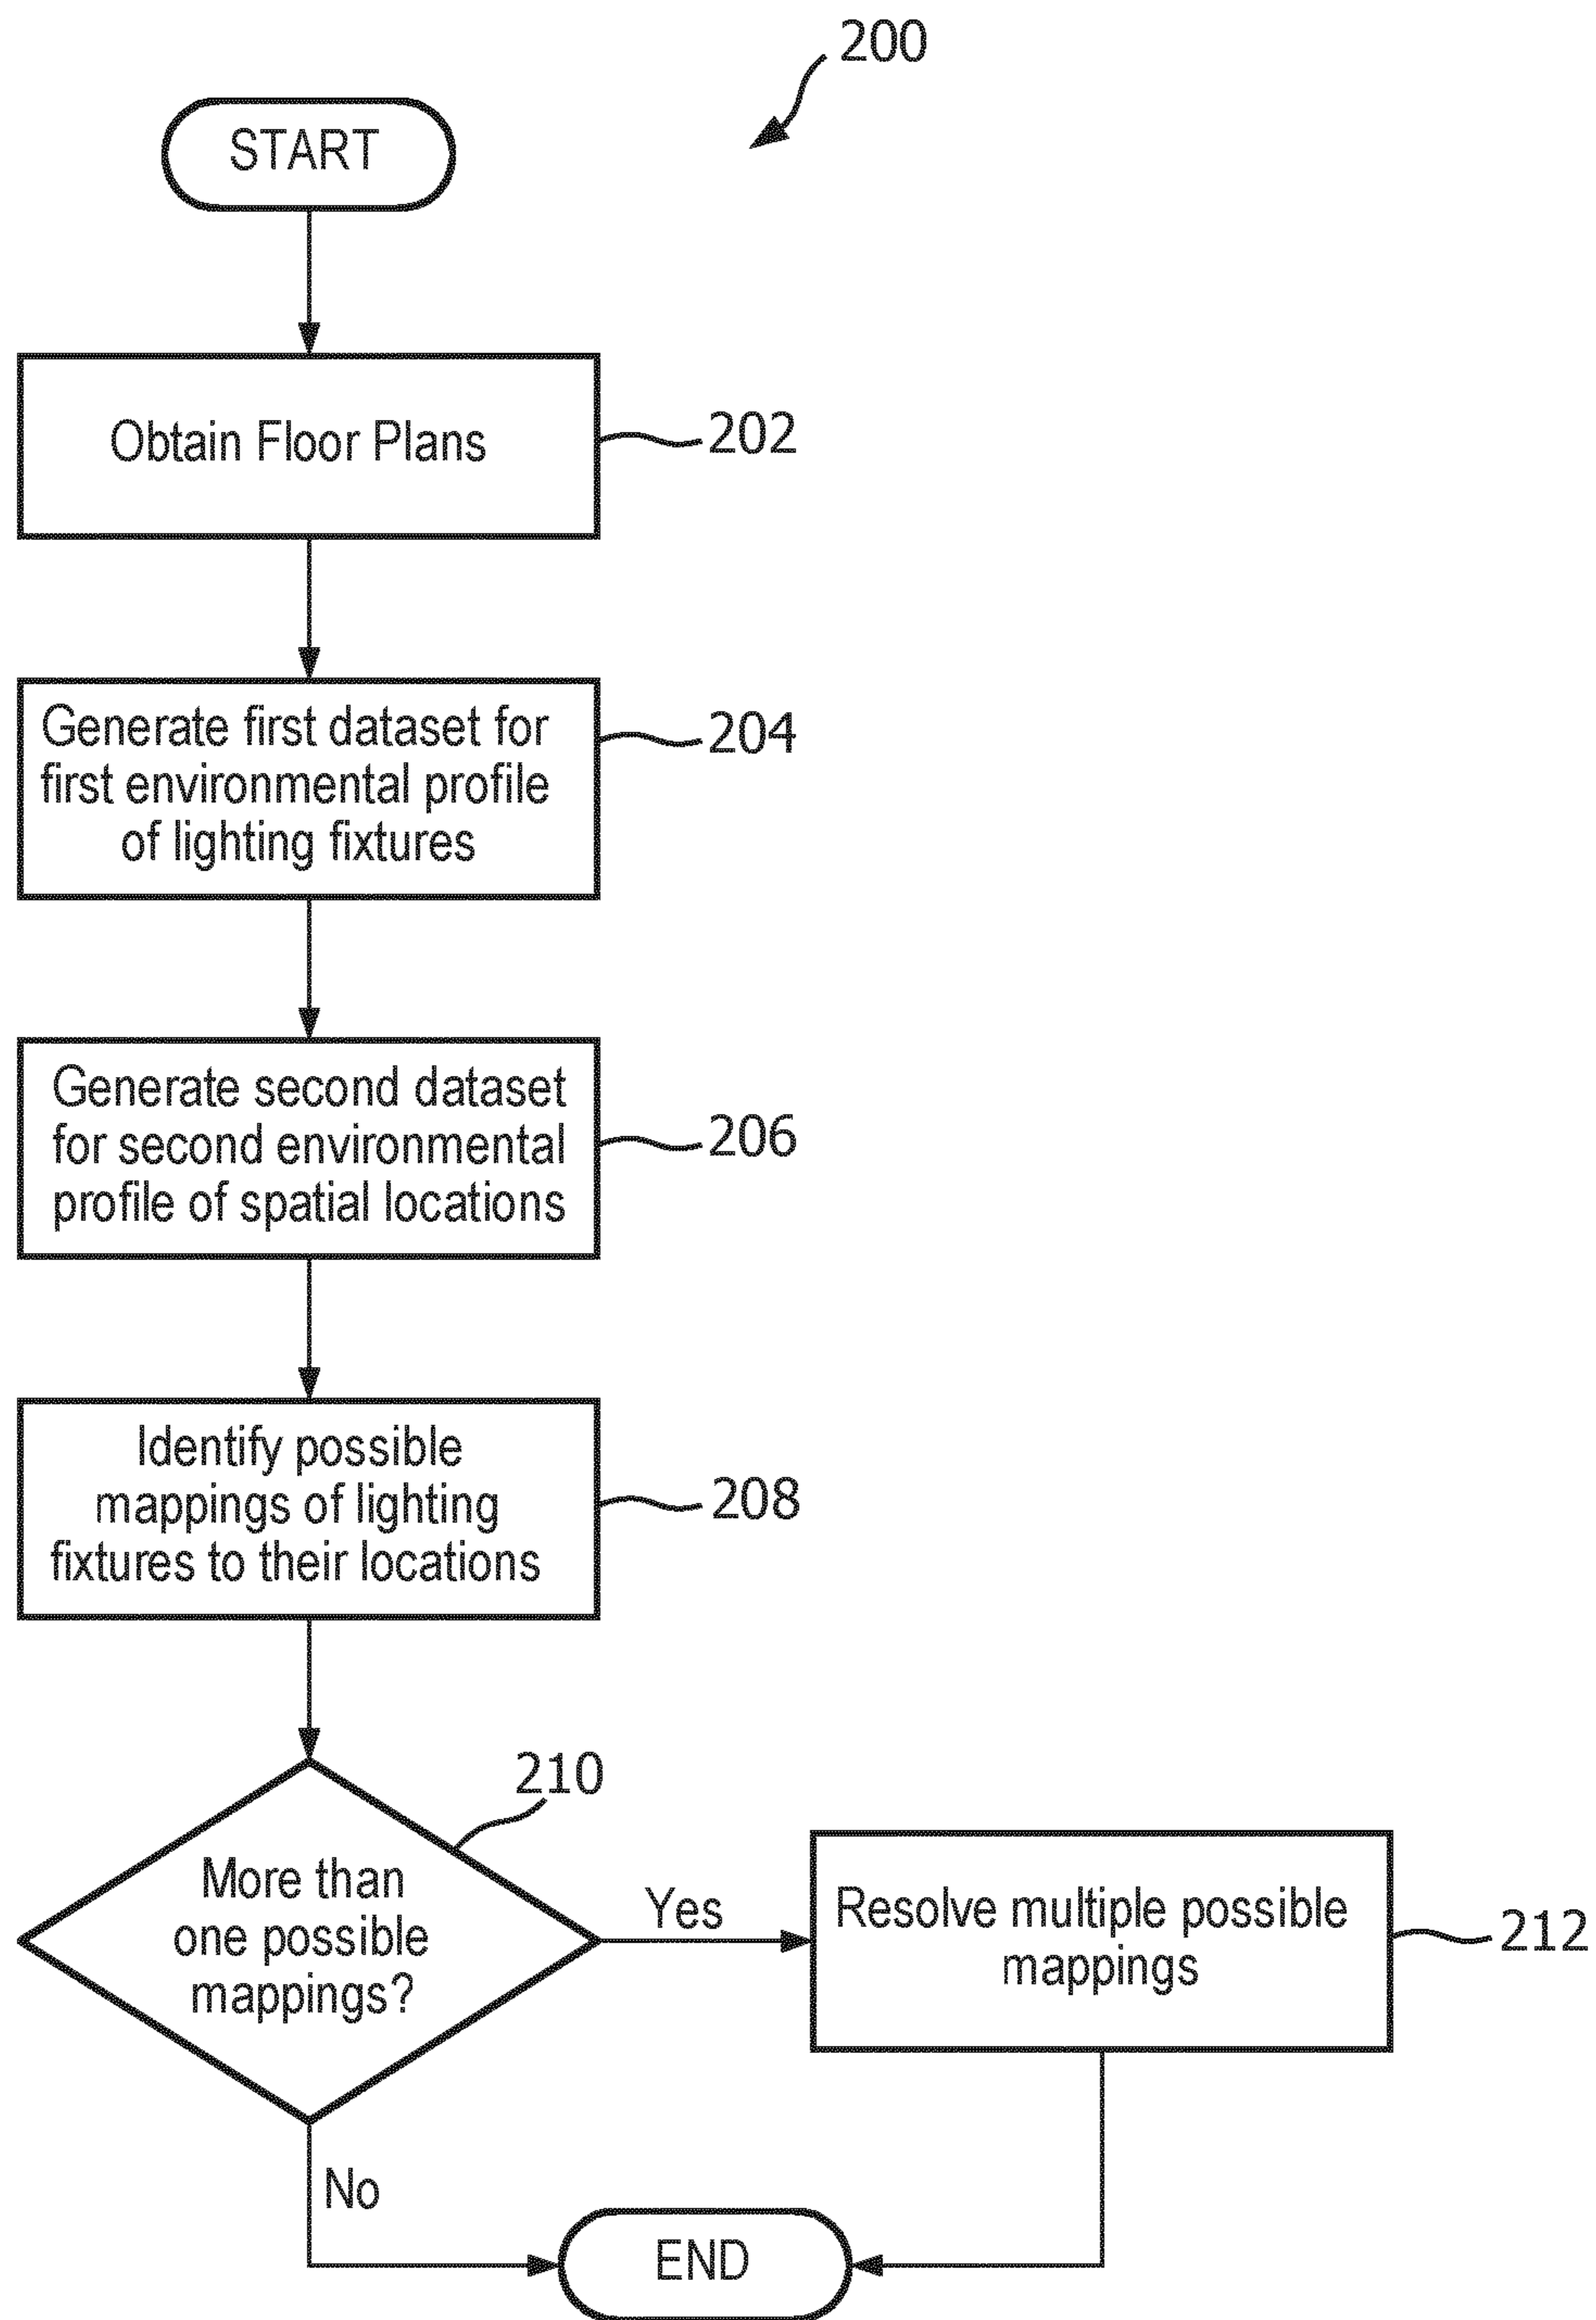 200
START
Obtain Floor Plans
202
Generate first dataset for
first environmental profile
of lighting fixtures
204
Generate second dataset
for second environmental
profile of spatial locations
206
Identify possible
mappings of lighting
fixtures to their locations
208
210
More than
one possible
mappings?
Yes
Resolve multiple possible
mappings
212
No
END